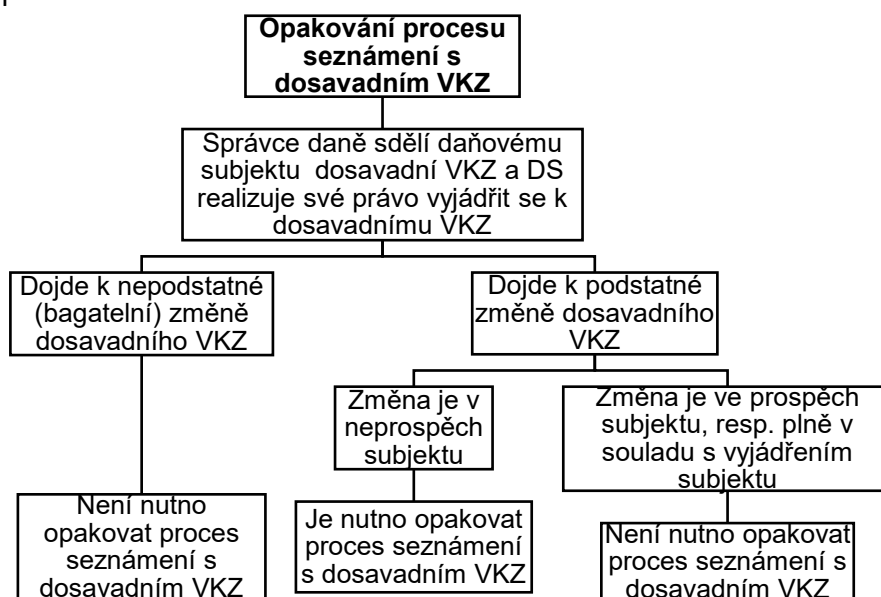 Opakování procesu
seznámení s
dosavadním VKZ
Správce daně sdělí daňovému
subjektu dosavadní VKZ a DS
realizuje své právo vyjádřit se k
dosavadnímu VKZ
Dojde k nepodstatné
(bagatelní) změně
dosavadního VKZ
Dojde k podstatné
změně dosavadního
VKZ
Změna je v
neprospěch
subjektu
Změna je ve prospěch
subjektu, resp. plně v
souladu s vyjádřením
subjektu
Není nutno
opakovat proces
seznámení s
dosavadním VKZ
Je nutno opakovat
proces seznámení
s dosavadním VKZ
Není nutno opakovat
proces seznámení s
dosavadním VKZ